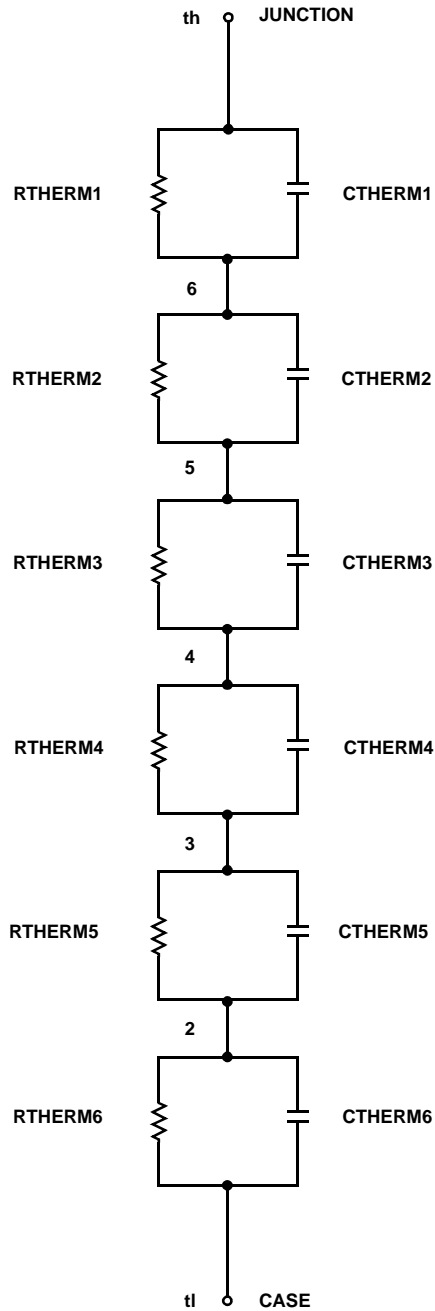 th JUNCTION
RTHERM1 CTHERM1
6
RTHERM2 CTHERM2
5
RTHERM3 CTHERM3
4
RTHERM4 CTHERM4
3
RTHERM5 CTHERM5
2
RTHERM6 CTHERM6
tl CASE